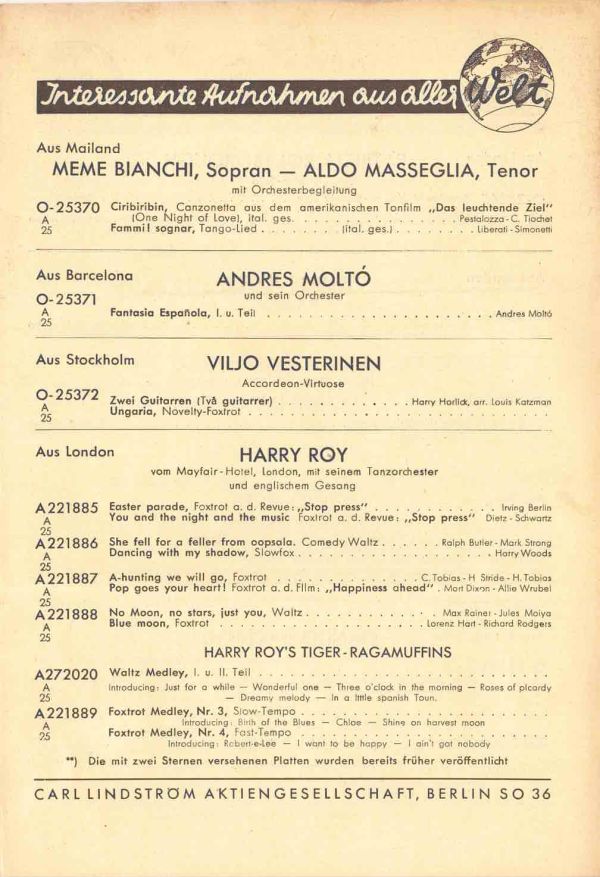 Interessante Aufnahmen aus aller Welt
Aus Mailand
MEME BIANCHI, Sopran — ALDO MASSEGLIA, Tenor
mit Orchesterbegleitung
O-25370 Ciribiribin, Canzonetta aus dem amerikanischen Tonfilm „Das leuchtende Ziel"
A (One Night of Love), ital. ges. . . . . . . . . . . . . . . . Pestalozza - C. Tiochet
25 Fammi! sognar, Tango-Lied . . . . . . . . (ital. ges.) . . . . . . . . Liberati - Simonetti
Aus Barcelona
ANDRES MOLTÓ
und sein Orchester
O-25371
A Fantasia Española, I. u. Teil . . . . . . . . . . . . . . . . . . . . . Andres Moltó
25
Aus Stockholm
VILJO VESTERINEN
Accordeon-Virtuose
O-25372 Zwei Guitarren (Två guitarrer) . . . . . . . . . . . . Harry Horlick, arr. Louis Katzman
A Ungaria, Novelty-Foxtrot . . . . . . . . . . . . . . . . . . . . . . . . . . .
25
Aus London
HARRY ROY
vom Mayfair-Hotel, London, mit seinem Tanzorchester
und englischem Gesang
A221885 Easter parade, Foxtrot a. d. Revue: „Stop press" . . . . . . . . . . . Irving Berlin
A You and the night and the music Foxtrot a. d. Revue: „Stop press" Dietz - Schwartz
25
A221886 She fell for a feller from oopsala. Comedy Waltz . . . . . . Ralph Butler - Mark Strong
A Dancing with my shadow, Slowfox . . . . . . . . . . . . . . . . . . . . Harry Woods
25
A221887 A-hunting we will go, Foxtrot . . . . . . . . . . . . . . . C. Tobias - H Stride - H. Tobias
A Pop goes your heart! Foxtrot a. d. Film: „Happiness ahead" . Mort Dixon - Allie Wrubel
25
A221888 No Moon, no stars, just you, Waltz . . . . . . . . . . . . . Max Rainer - Jules Moiya
A Blue moon, Foxtrot . . . . . . . . . . . . . . . . . . . . Lorenz Hart - Richard Rodgers
25
HARRY ROY'S TIGER-RAGAMUFFINS
A272020 Waltz Medley, I. u. II. Teil . . . . . . . . . . . . . . . . . . . . . . . . . . .
A Introducing: Just for a while — Wonderful one — Three o'clock in the morning — Roses of picardy
25 — Dreamy melody — In a little spanish Toun.
A221889 Foxtrot Medley, Nr. 3, Slow-Tempo . . . . . . . . . . . . . . . . . . . . . .
A Introducing: Birth of the Blues — Chloe — Shine on harvest moon
25 Foxtrot Medley, Nr. 4, Fast-Tempo . . . . . . . . . . . . . . . . . . . . . .
Introducing: Robert-e-Lee — I want to be happy — I ain't got nobody
**) Die mit zwei Sternen versehenen Platten wurden bereits früher veröffentlicht
CARL LINDSTRÖM AKTIENGESELLSCHAFT, BERLIN SO 36